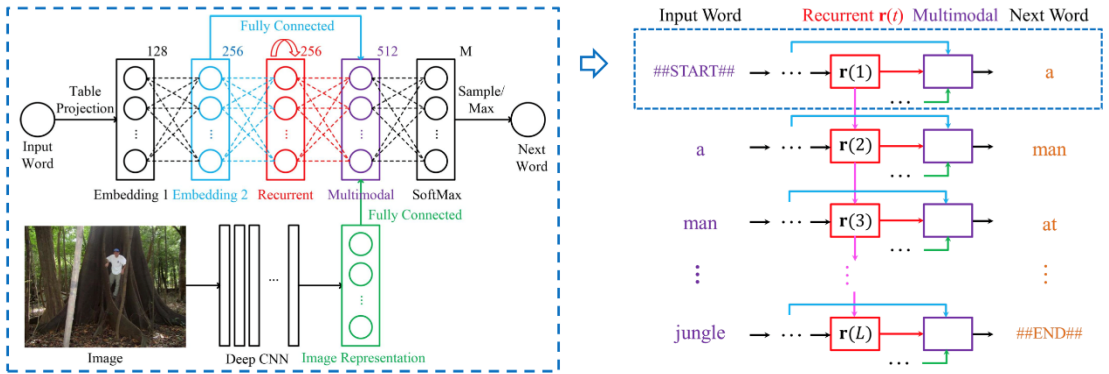 Fully Connected
128
256
256
512
M
Table
Projection
Sample/
Max
Input
Word
Next
Word
Embedding 1
Embedding 2
Recurrent
Multimodal
SoftMax
Fully Connected
...
Image
Deep CNN
Image Representation
Input Word
Recurrent r(t)
Multimodal
Next Word
##START##
...
r(1)
a
...
a
...
r(2)
man
...
man
...
r(3)
at
...
jungle
...
r(L)
##END##
...